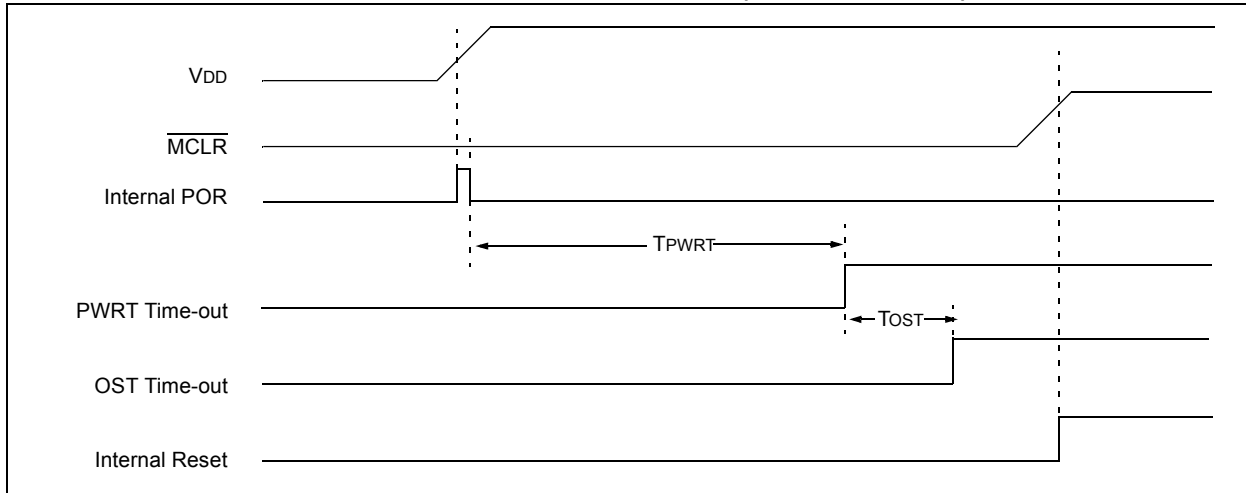 VDD
MCLR
Internal POR
TPWRT
PWRT Time-out
TOST
OST Time-out
Internal Reset